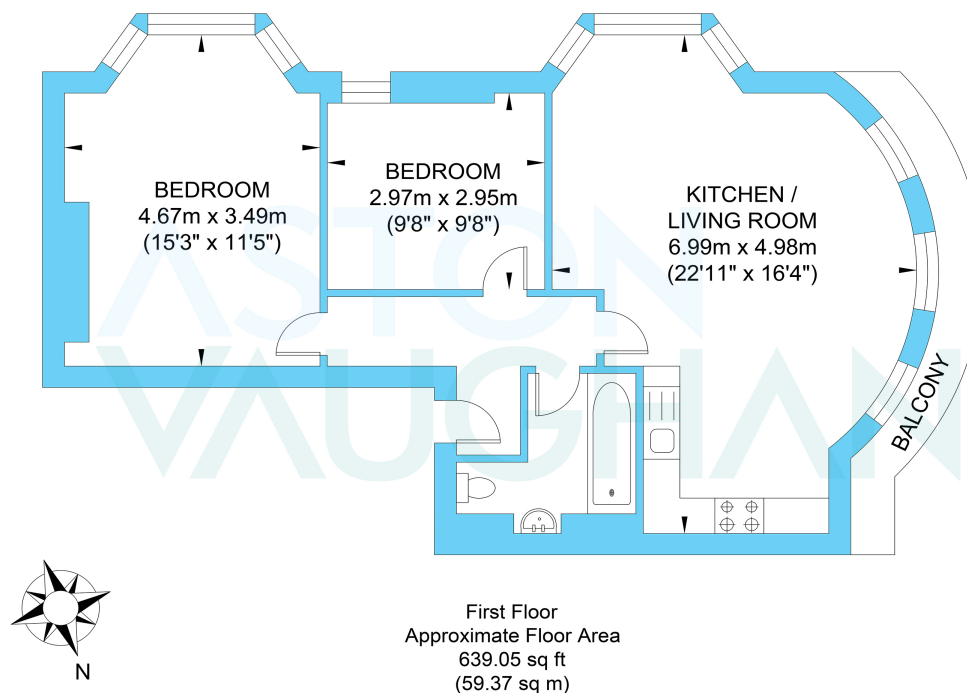 BEDROOM
4.67m x 3.49m
(15'3" x 11'5")
BEDROOM
2.97m x 2.95m
(9'8" x 9'8")
KITCHEN /
LIVING ROOM
6.99m x 4.98m
(22'11" x 16'4")
ASTON
VAUGHAN
BALCONY
N
First Floor
Approximate Floor Area
639.05 sq ft
(59.37 sq m)